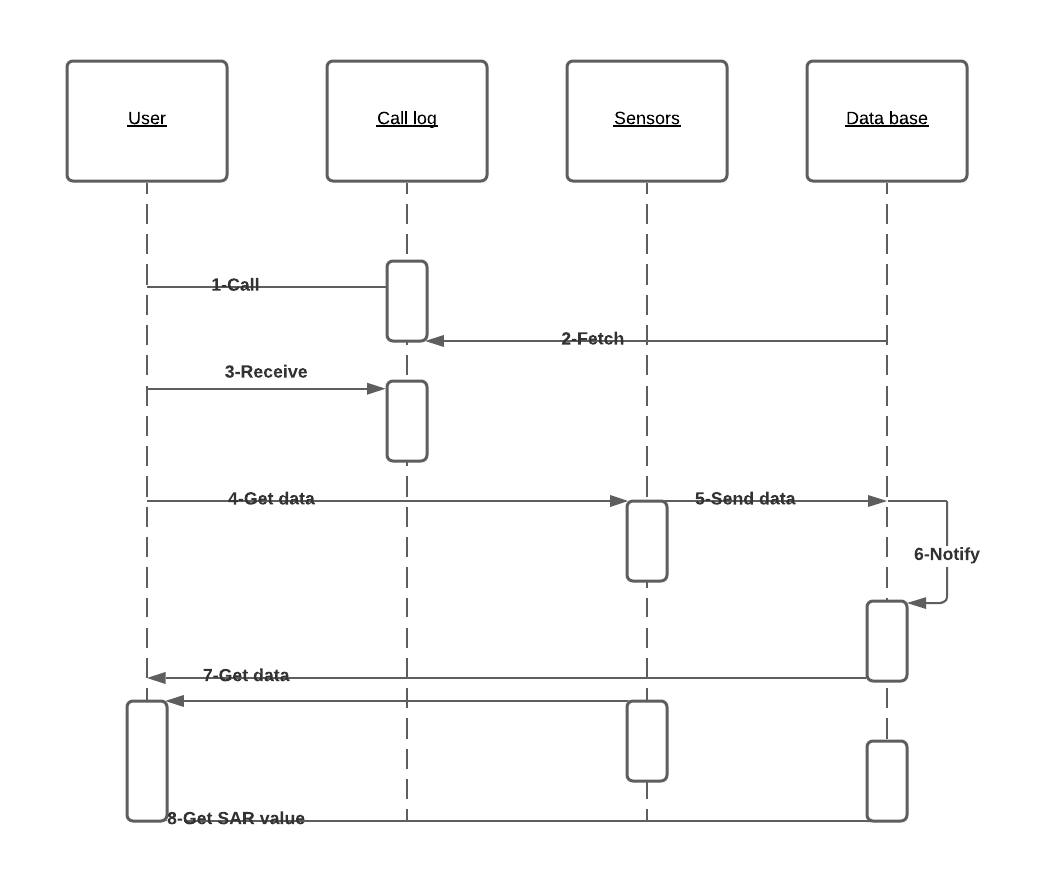 User
Call log
Sensors
Data base
1-Call
2-Fetch
3-Receive
4-Get data
5-Send data
6-Notify
7-Get data
8-Get SAR value